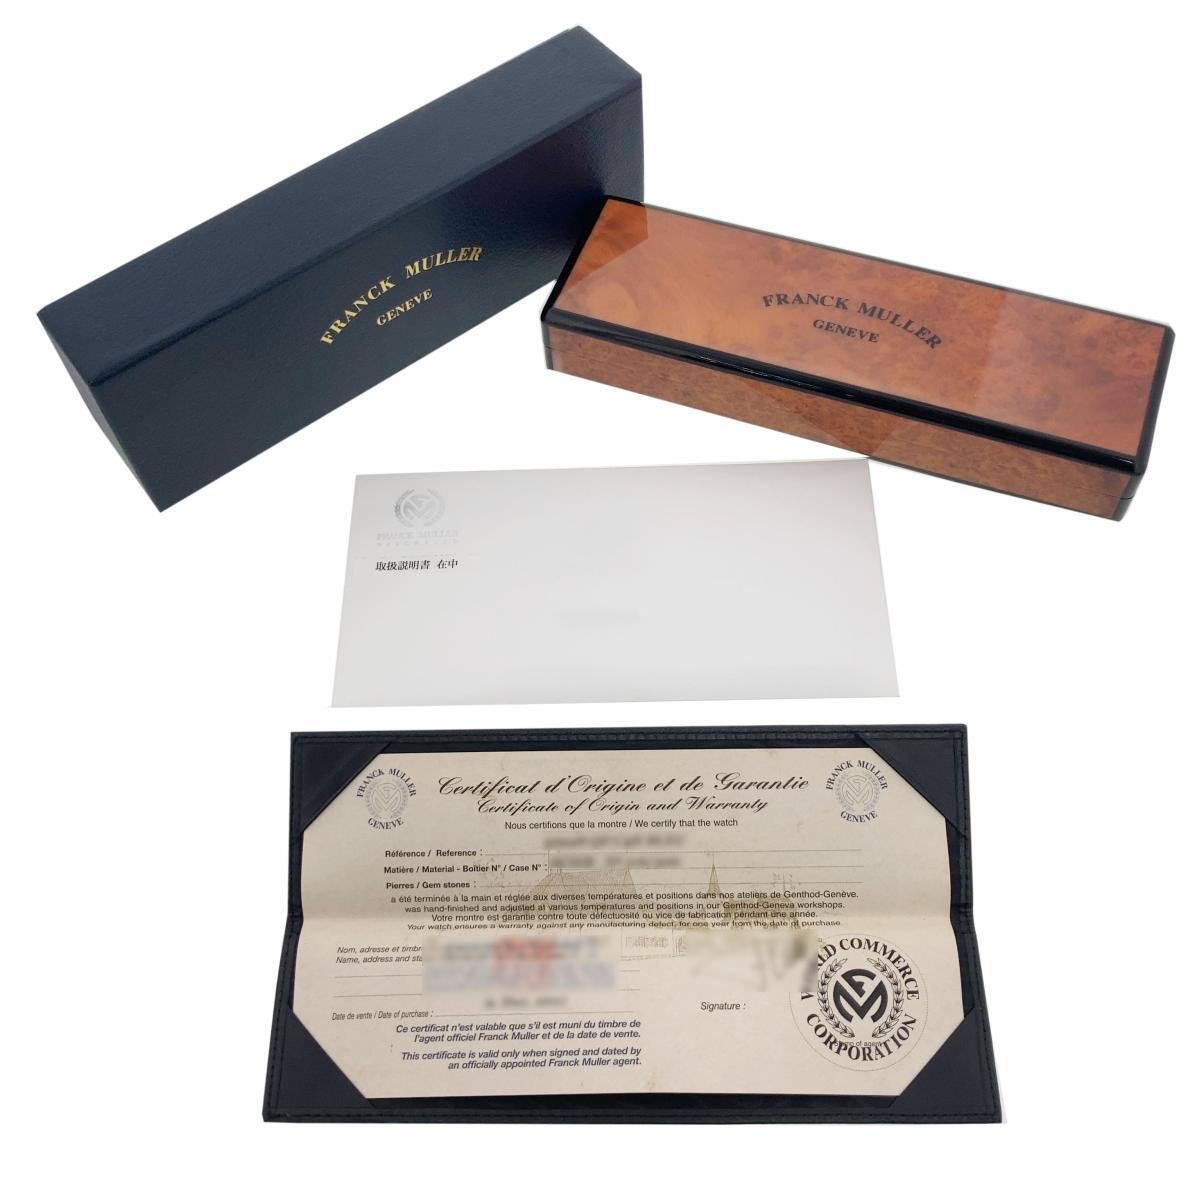 FRANCK MULLER
GENEVE
FRANCK MULLER
GENEVE
FRANCK MULLER
取扱説明書 在中
FRANCK MULLER
GENEVE
Certificat d'Origine et de Garantie
Certificate of Origin and Warranty
FRANCK MULLER
GENEVE
Nous certifions que la montre / We certify that the watch
Référence / Reference :
Matière / Material - Boîtier N° / Case N° :
Pierres / Gem stones :
a été terminée à la main et réglée aux diverses températures et positions dans nos ateliers de Genthod-Genève.
was hand-finished and adjusted at various temperatures and positions in our Genthod-Geneva workshops.
Votre montre est garantie contre toute défectuosité ou vice de fabrication pendant une année.
Your watch ensures a warranty against any manufacturing defect for one year from the date of purchase.
Nom, adresse et timbre
Name, address and
Date de vente / Date of purchase :
Signature :
Ce certificat n'est valable que s'il est muni du timbre de
l'agent officiel Franck Muller et de la date de vente.
This certificate is valid only when signed and dated by
an officially appointed Franck Muller agent.
COMMERCE
CORPORATION
of agent